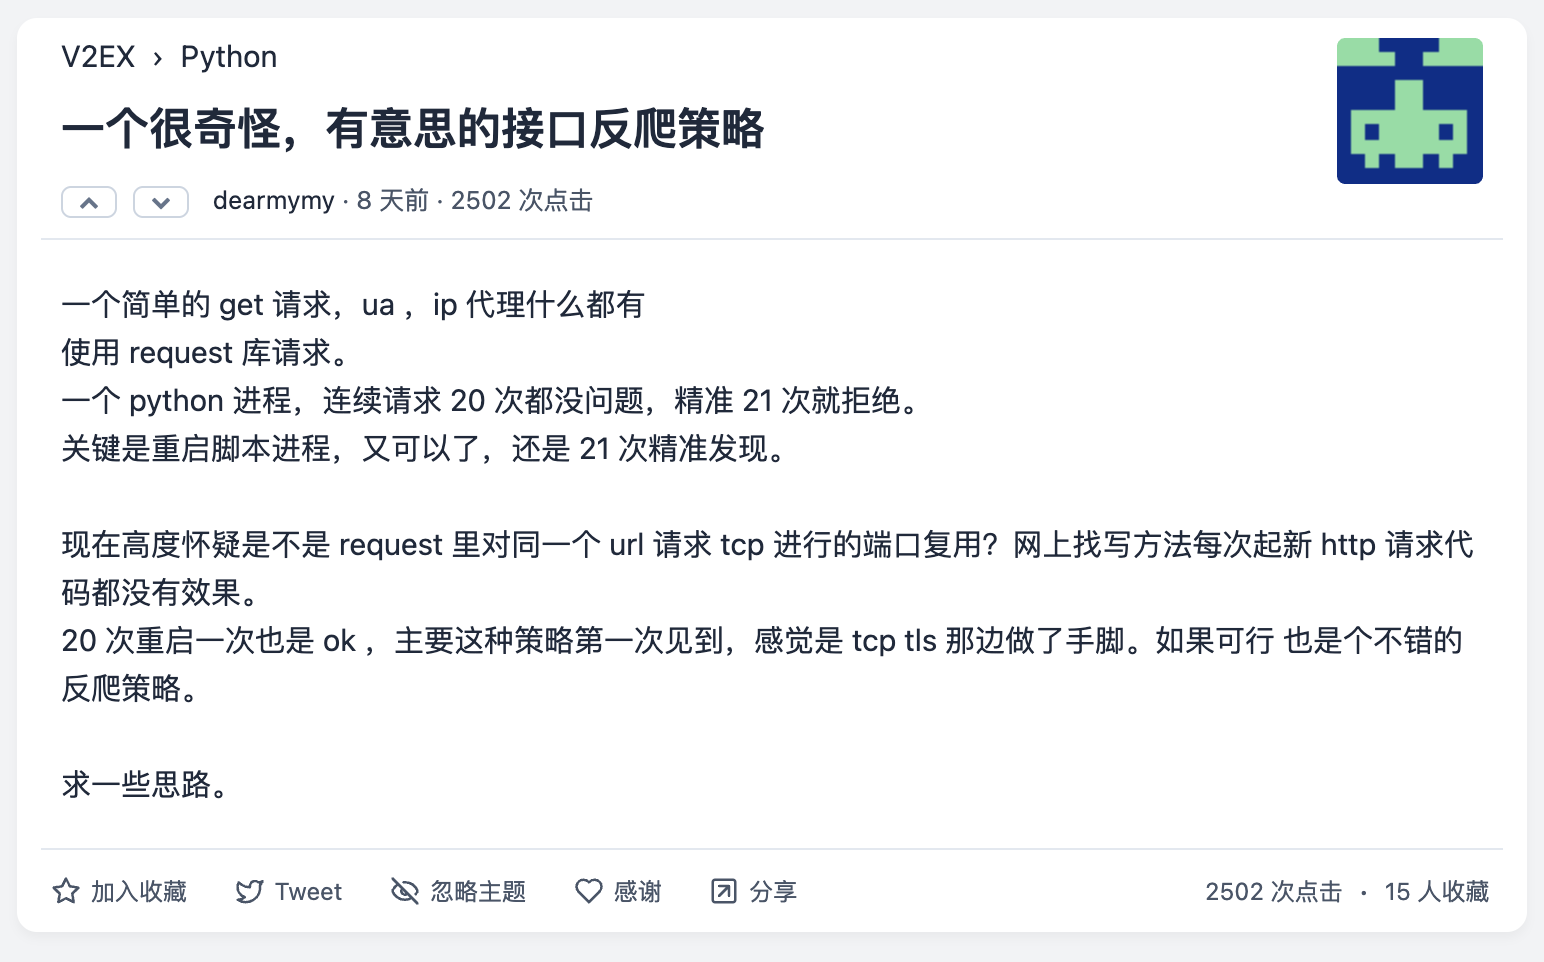 V2EX › Python
一个很奇怪，有意思的接口反爬策略
dearmymy · 8 天前 · 2502 次点击
一个简单的 get 请求，ua ，ip 代理什么都有
使用 request 库请求。
一个 python 进程，连续请求 20 次都没问题，精准 21 次就拒绝。
关键是重启脚本进程，又可以了，还是 21 次精准发现。
现在高度怀疑是不是 request 里对同一个 url 请求 tcp 进行的端口复用？网上找写方法每次起新 http 请求代
码都没有效果。
20 次重启一次也是 ok ，主要这种策略第一次见到，感觉是 tcp tls 那边做了手脚。如果可行 也是个不错的
反爬策略。
求一些思路。
加入收藏 Tweet 忽略主题 感谢 分享 2502 次点击 · 15 人收藏